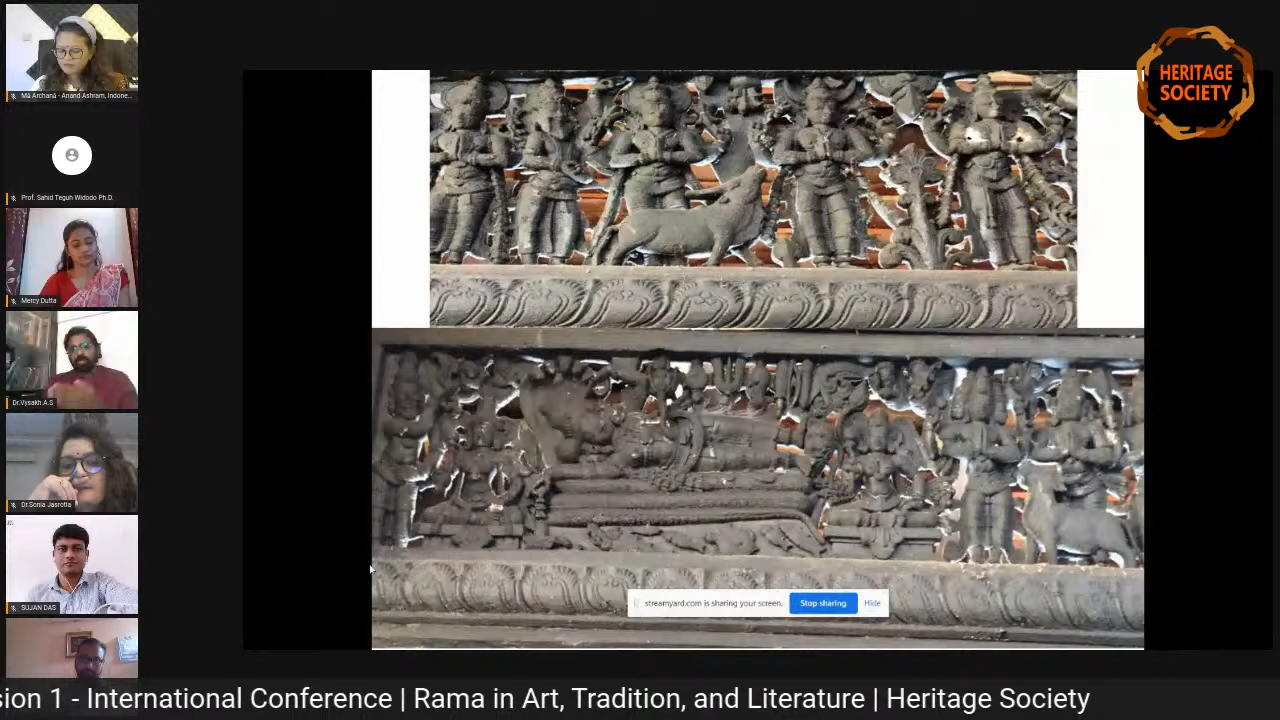 Mā Archanā - Anand Ashram, Indone...
Prof. Sahid Teguh Widodo Ph.D.
Mercy Dutta
Dr.Vysakh.A.S
Dr.Sonia Jasrotia
SUJAN DAS
HERITAGE
SOCIETY
streamyard.com is sharing your screen.
Stop sharing
Hide
sion 1 - International Conference | Rama in Art, Tradition, and Literature | Heritage Society